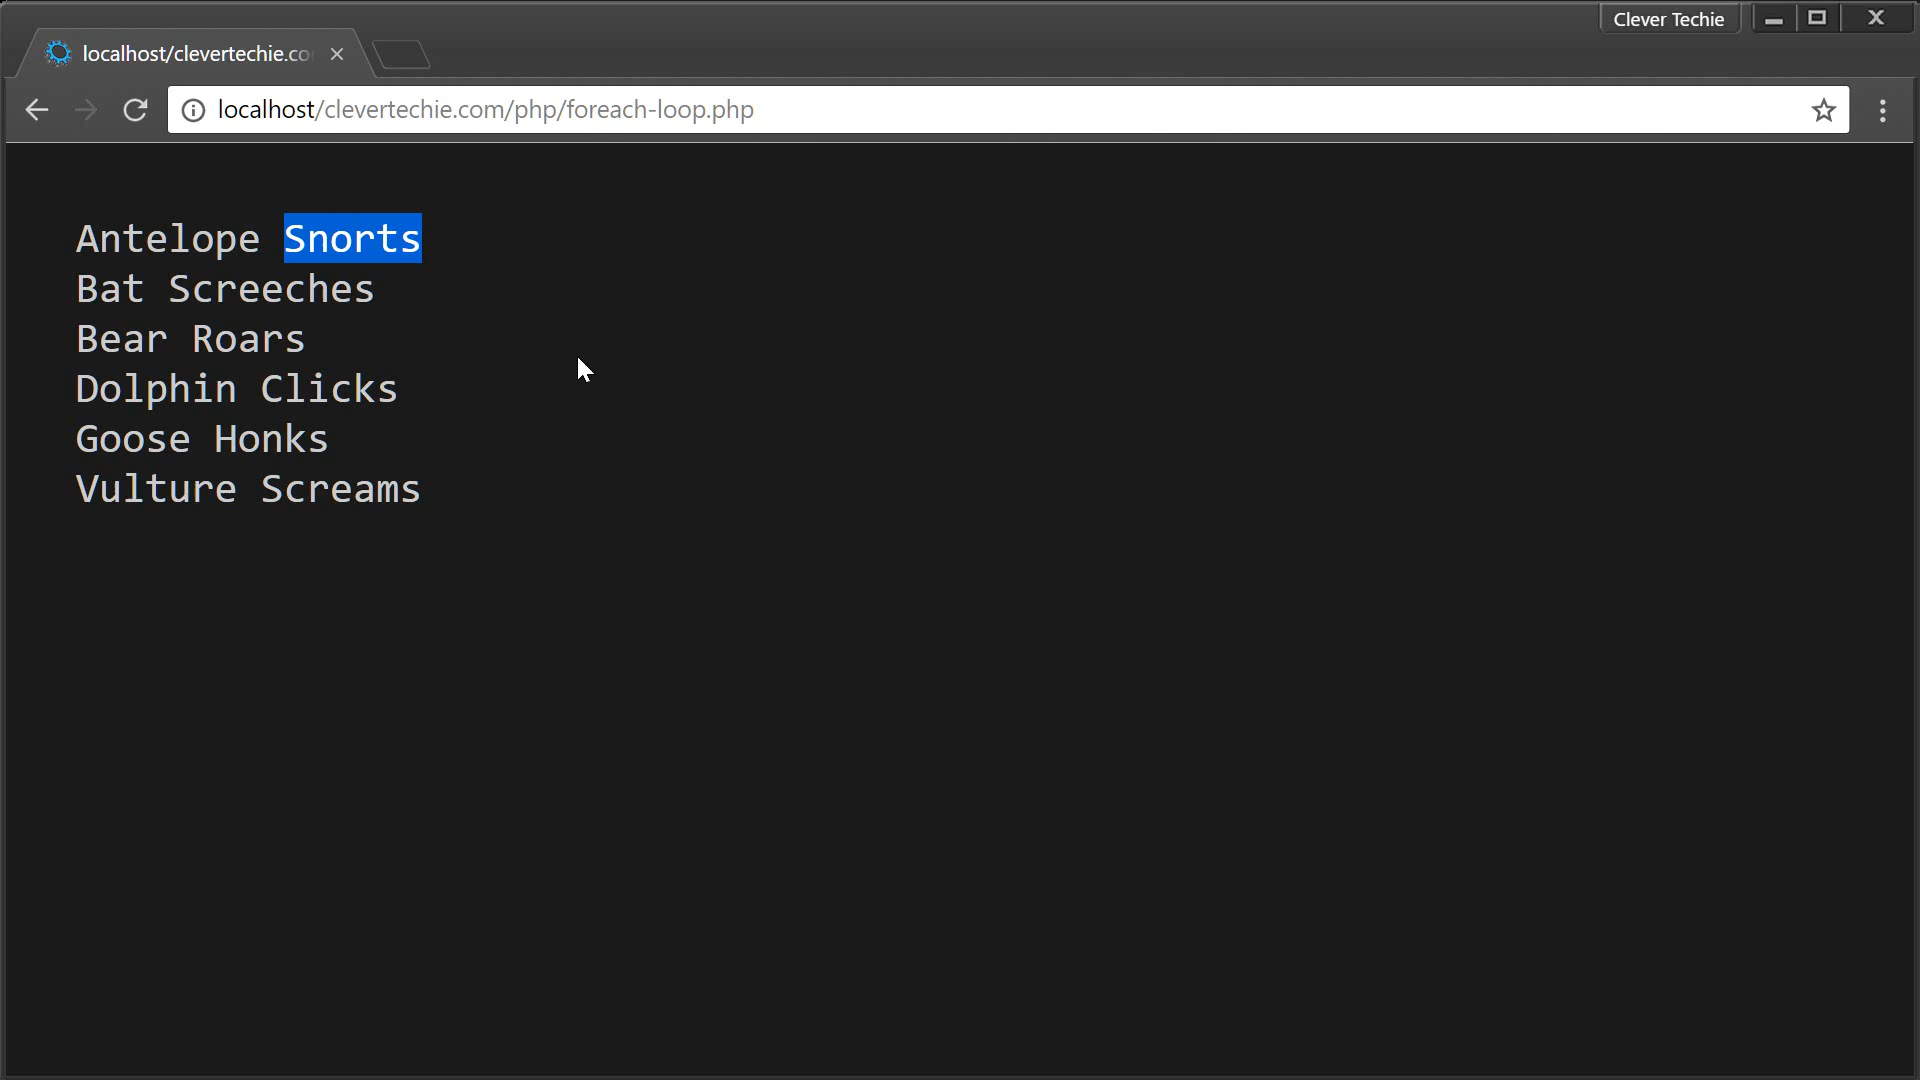 Clever Techie
localhost/clevertechie.co
localhost/clevertechie.com/php/foreach-loop.php
Antelope Snorts
Bat Screeches
Bear Roars
Dolphin Clicks
Goose Honks
Vulture Screams